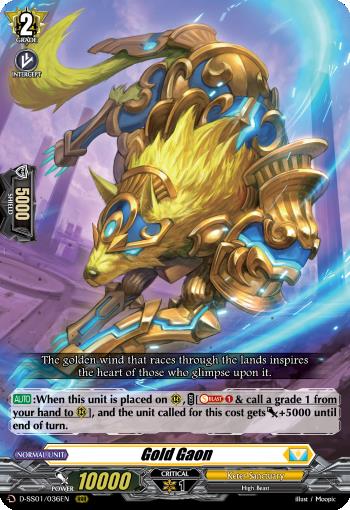 2
GRADE
INTERCEPT
5000
SHIELD
The golden wind that races through the lands inspires
the heart of those who glimpse upon it.
AUTO:When this unit is placed on R, COST[SOUL BLAST 1 & call a grade 1 from
your hand to R], and the unit called for this cost gets +5000 until
end of turn.
NORMAL UNIT
Gold Gaon
POWER 10000
CRITICAL
1
Keter Sanctuary
High Beast
D-SS01/036EN RRR
Illust / Moopic